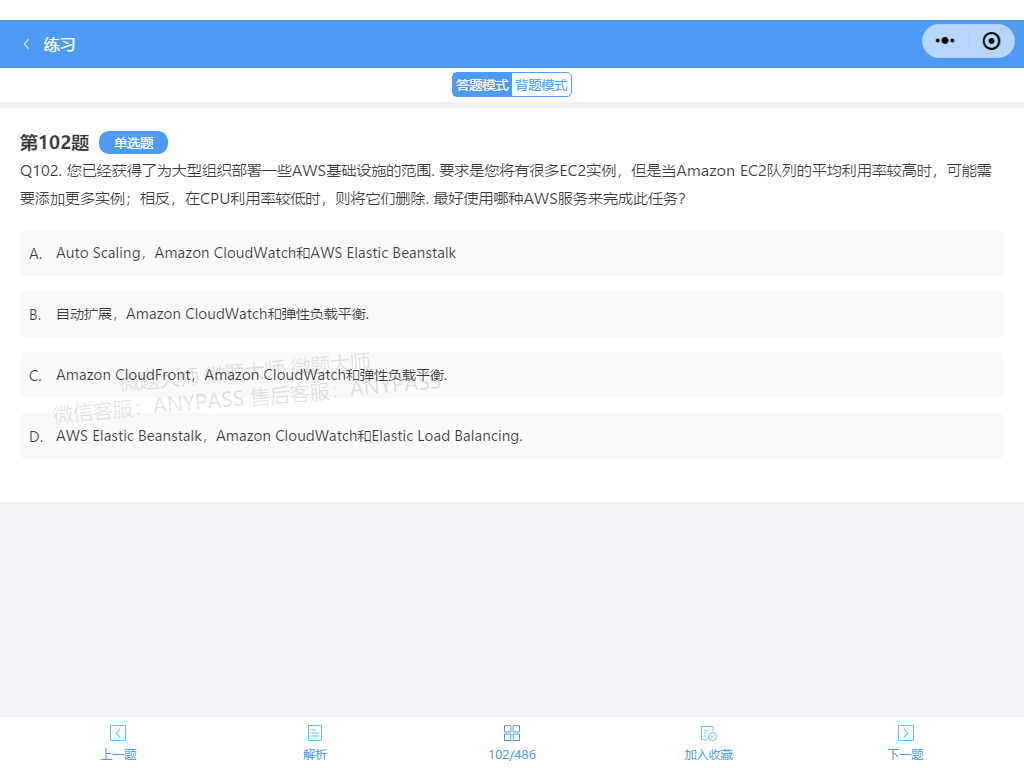 练习
答题模式 背题模式
第102题 单选题
Q102. 您已经获得了为大型组织部署一些AWS基础设施的范围. 要求是您将有很多EC2实例，但是当Amazon EC2队列的平均利用率较高时，可能需
要添加更多实例；相反，在CPU利用率较低时，则将它们删除. 最好使用哪种AWS服务来完成此任务？
A. Auto Scaling，Amazon CloudWatch和AWS Elastic Beanstalk
B. 自动扩展，Amazon CloudWatch和弹性负载平衡.
C. Amazon CloudFront，Amazon CloudWatch和弹性负载平衡.
微题大师 微题大师 微题大师
微信客服：ANYPASS 售后客服：ANYPASS
D. AWS Elastic Beanstalk，Amazon CloudWatch和Elastic Load Balancing.
上一题 解析 102/486 加入收藏 下一题